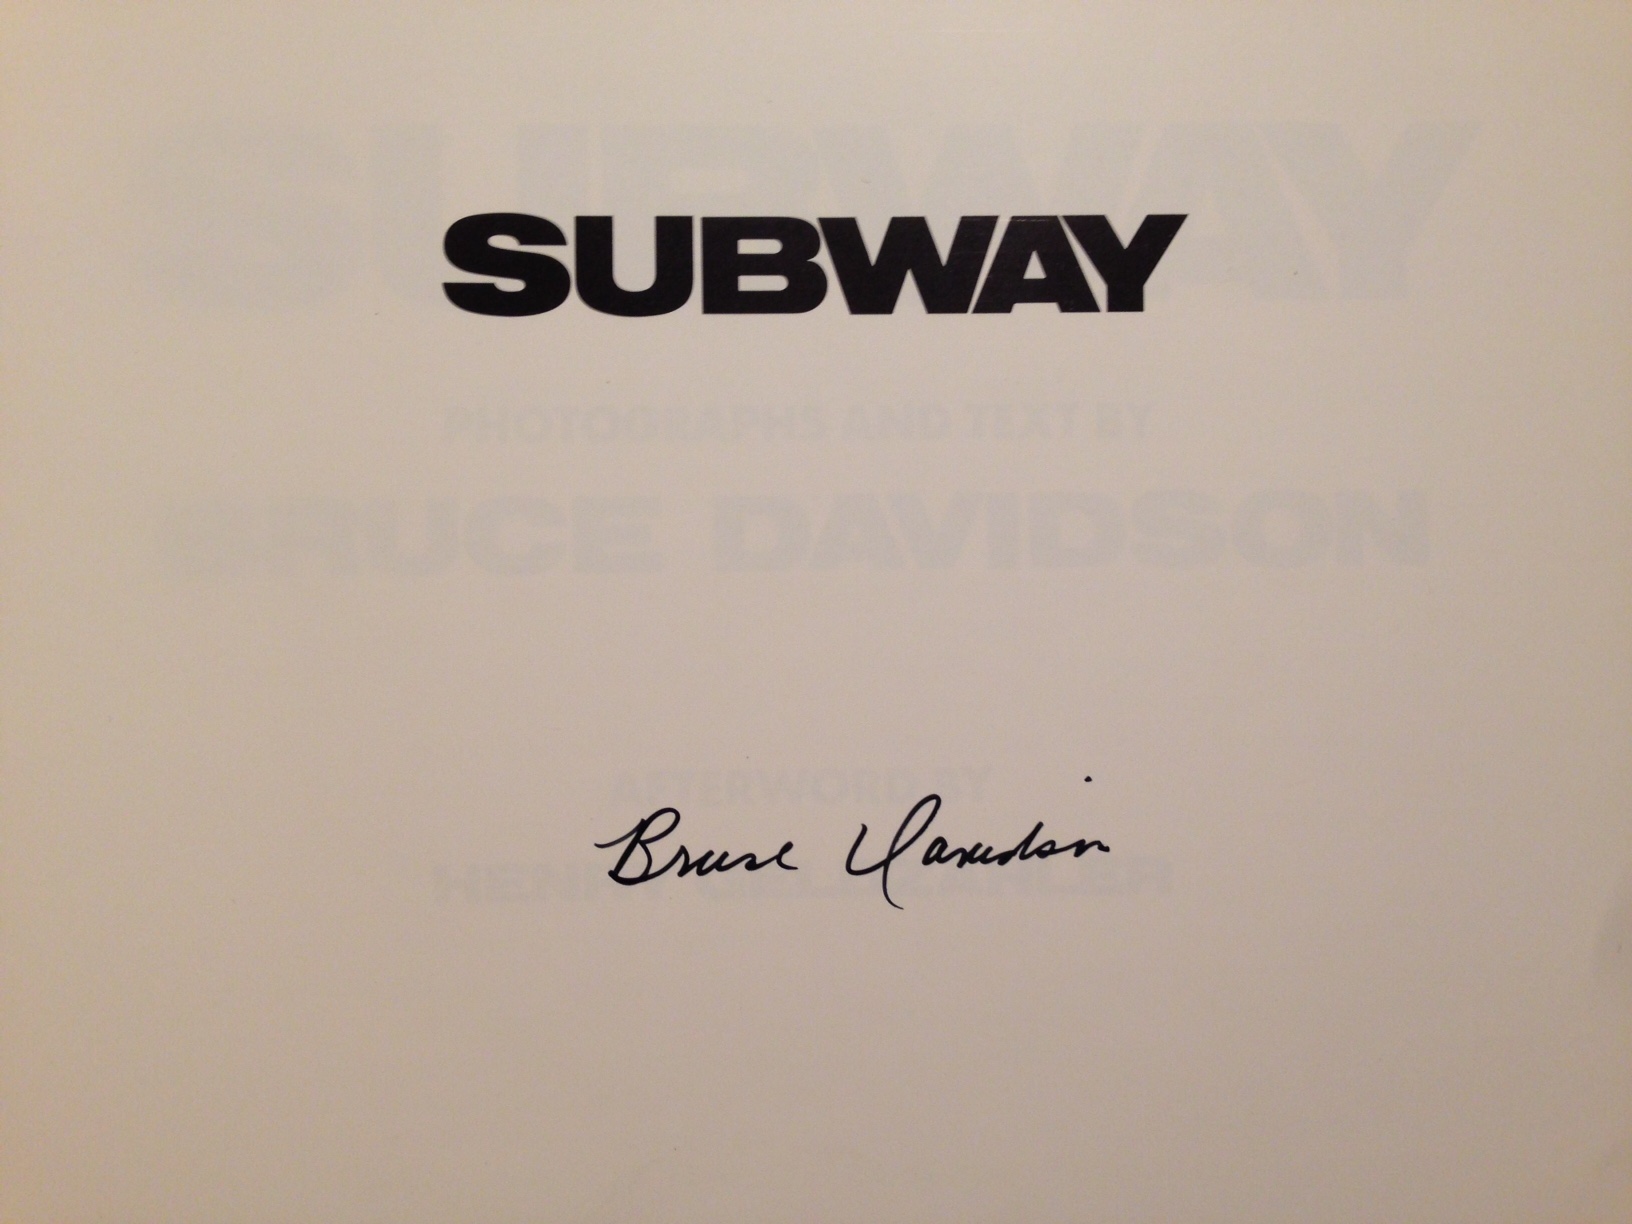 SUBWAY
PHOTOGRAPHS AND TEXT BY
BRUCE DAVIDSON
AFTERWORD BY
Bruce Davidson